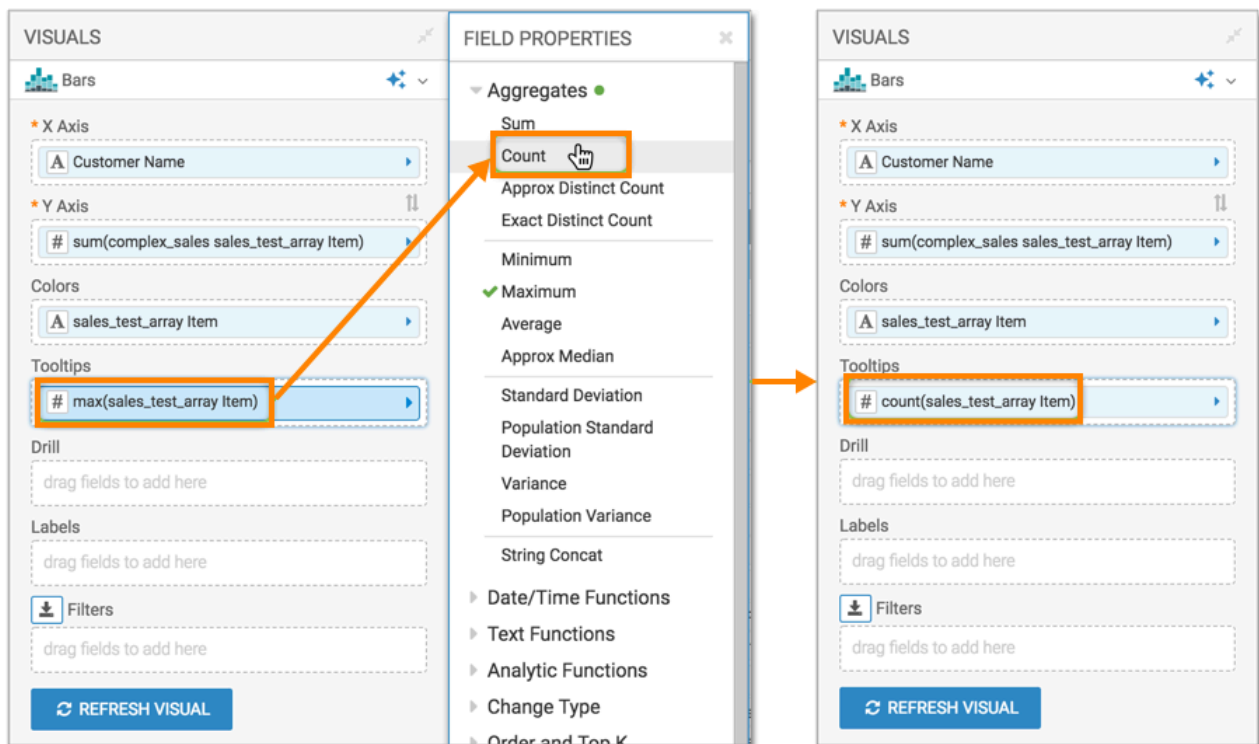 VISUALS
Bars
* X Axis
A Customer Name
* Y Axis
# sum(complex_sales sales_test_array Item)
Colors
A sales_test_array Item
Tooltips
# max(sales_test_array Item)
Drill
drag fields to add here
Labels
drag fields to add here
Filters
drag fields to add here
REFRESH VISUAL
FIELD PROPERTIES
Aggregates
Sum
Count
Approx Distinct Count
Exact Distinct Count
Minimum
Maximum
Average
Approx Median
Standard Deviation
Population Standard
Deviation
Variance
Population Variance
String Concat
Date/Time Functions
Text Functions
Analytic Functions
Change Type
Order and Top K
VISUALS
Bars
* X Axis
A Customer Name
* Y Axis
# sum(complex_sales sales_test_array Item)
Colors
A sales_test_array Item
Tooltips
# count(sales_test_array Item)
Drill
drag fields to add here
Labels
drag fields to add here
Filters
drag fields to add here
REFRESH VISUAL